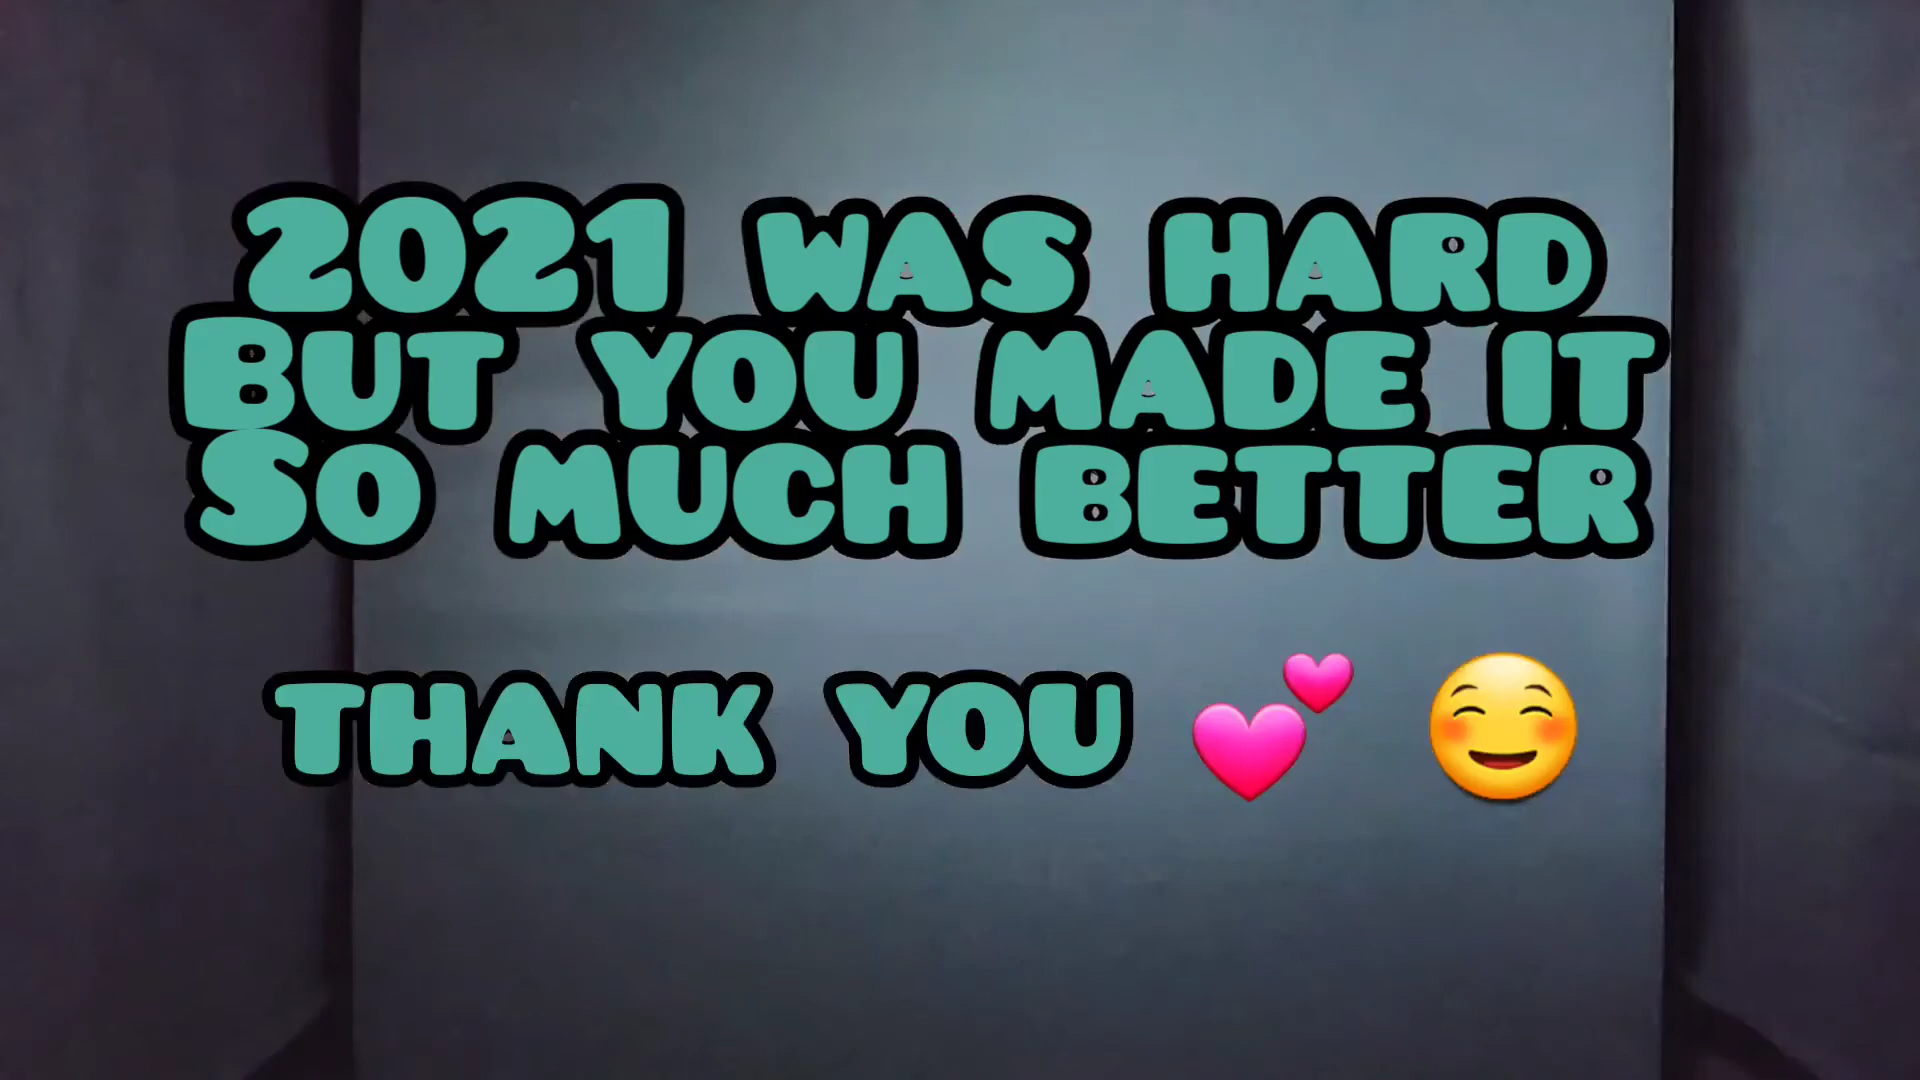 2021 WAS HARD
BUT YOU MADE IT
SO MUCH BETTER
THANK YOU 💕 😊